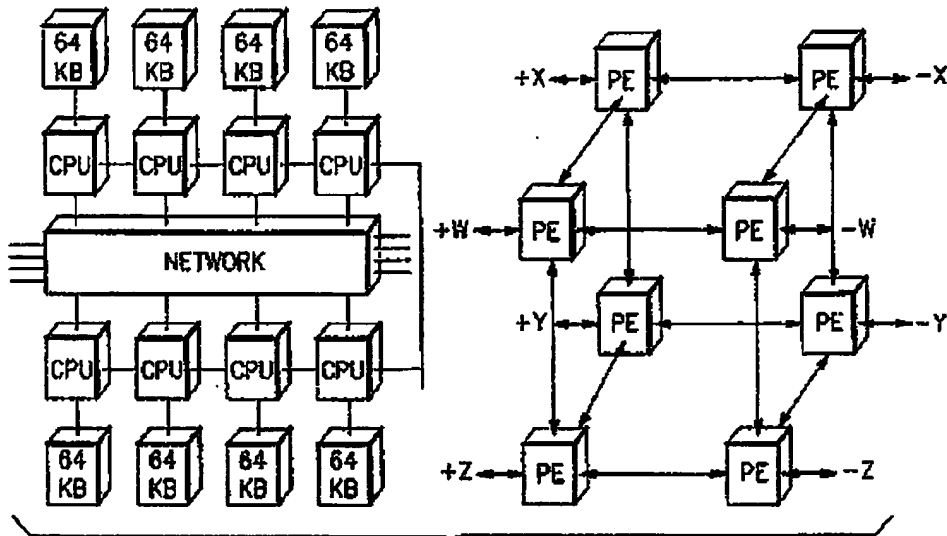 64 KB
64 KB
64 KB
64 KB
CPU
CPU
CPU
CPU
NETWORK
CPU
CPU
CPU
CPU
64 KB
64 KB
64 KB
64 KB
+X
PE
PE
-X
+W
PE
PE
-W
+Y
PE
PE
-Y
+Z
PE
PE
-Z